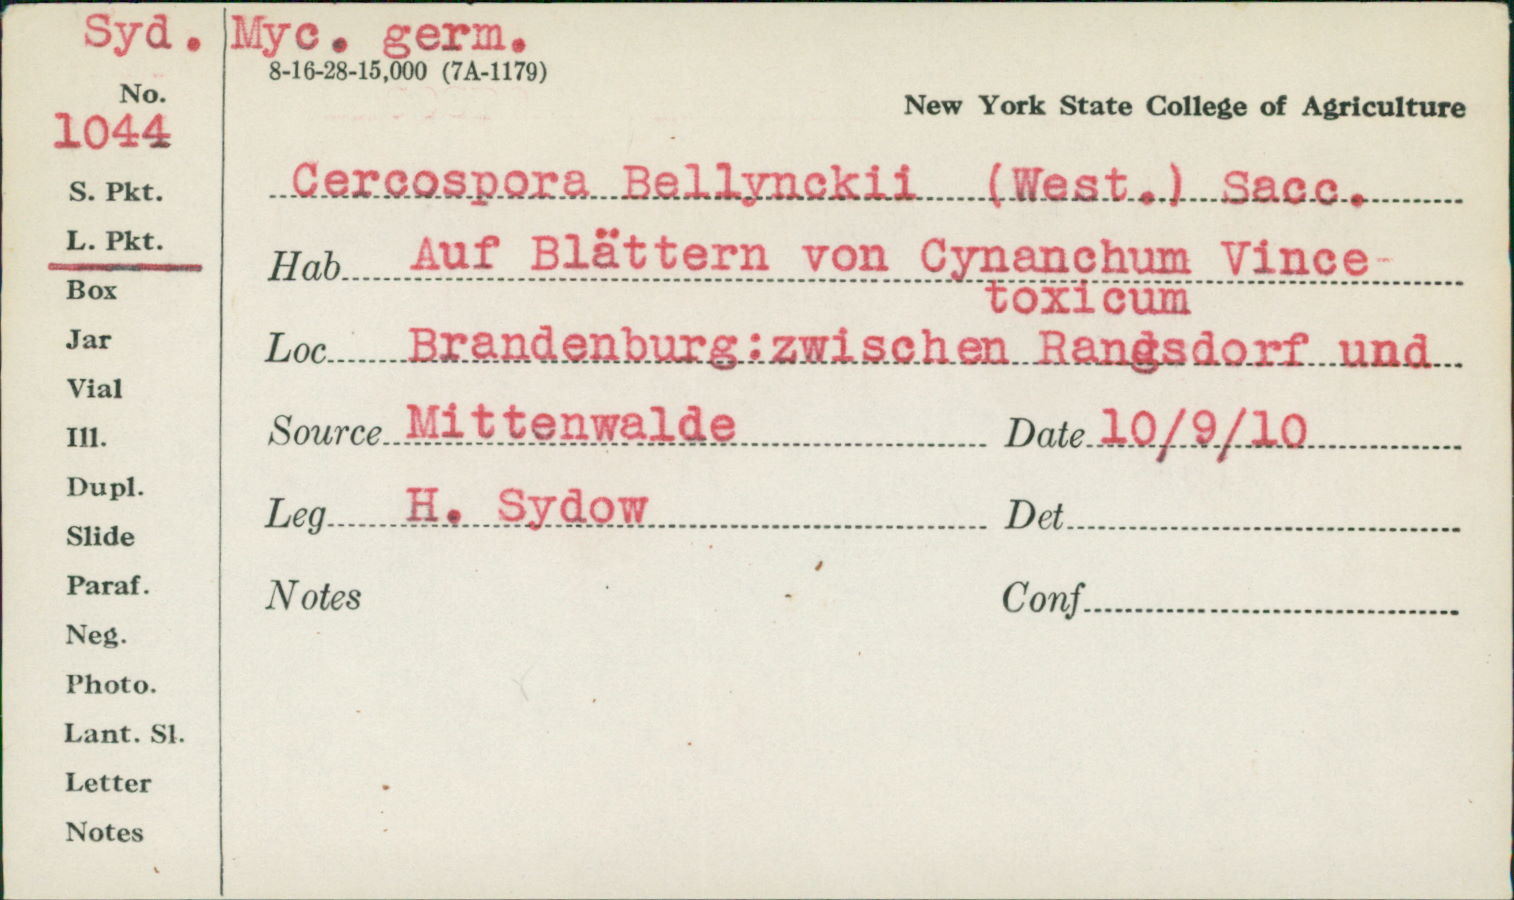 Syd. Myc. germ.
8-16-28-15,000 (7A-1179)
No.
1044
New York State College of Agriculture
S. Pkt.
Cercospora Bellynckii (West.) Sacc.
L. Pkt.
Hab Auf Blättern von Cynanchum Vince-
toxicum
Box
Jar
Loc Brandenburg:zwischen Rangsdorf und
Vial
Source Mittenwalde Date 10/9/10
Ill.
Dupl.
Leg H. Sydow Det
Slide
Paraf.
Notes Conf
Neg.
Photo.
Lant. Sl.
Letter
Notes